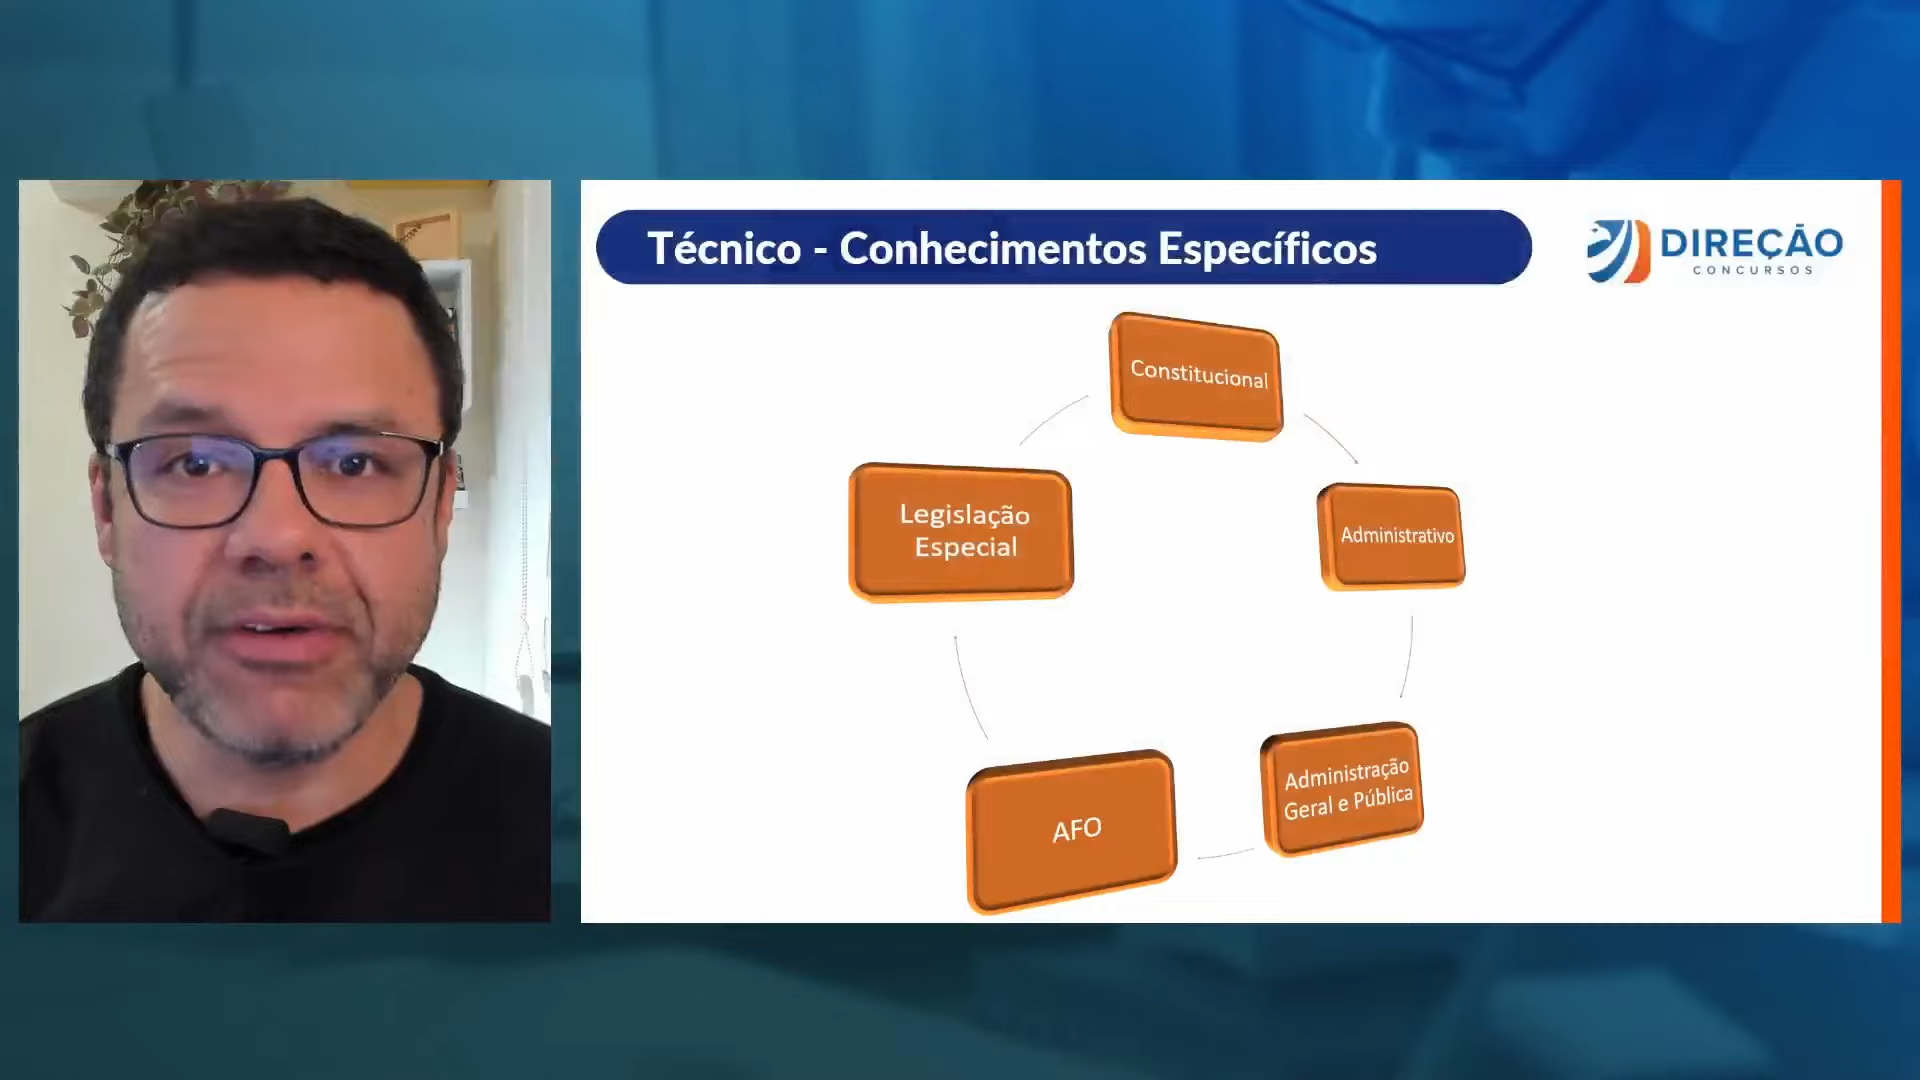 Técnico - Conhecimentos Específicos
DIREÇÃO
CONCURSOS
Constitucional
Legislação
Especial
Administrativo
Administração
Geral e Pública
AFO